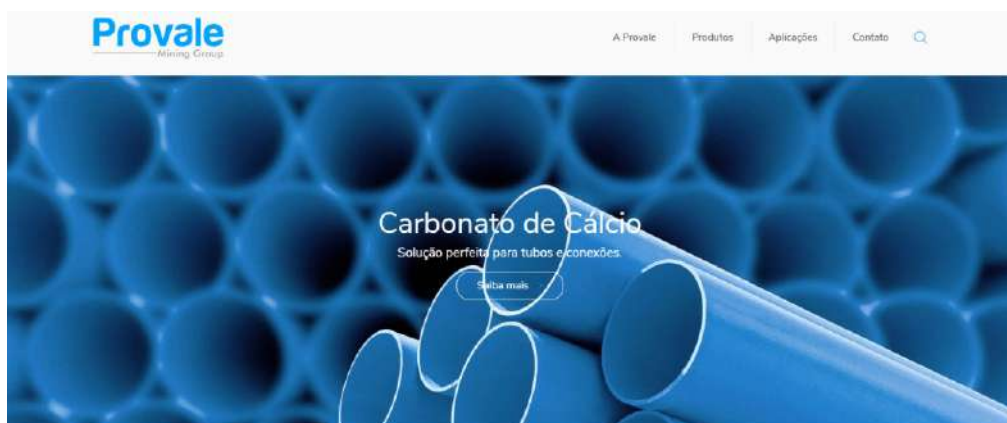 Provale
Mining Group
A Provale
Produtos
Aplicações
Contato
Carbonato de Cálcio
Solução perfeita para tubos e conexões.
Saiba mais